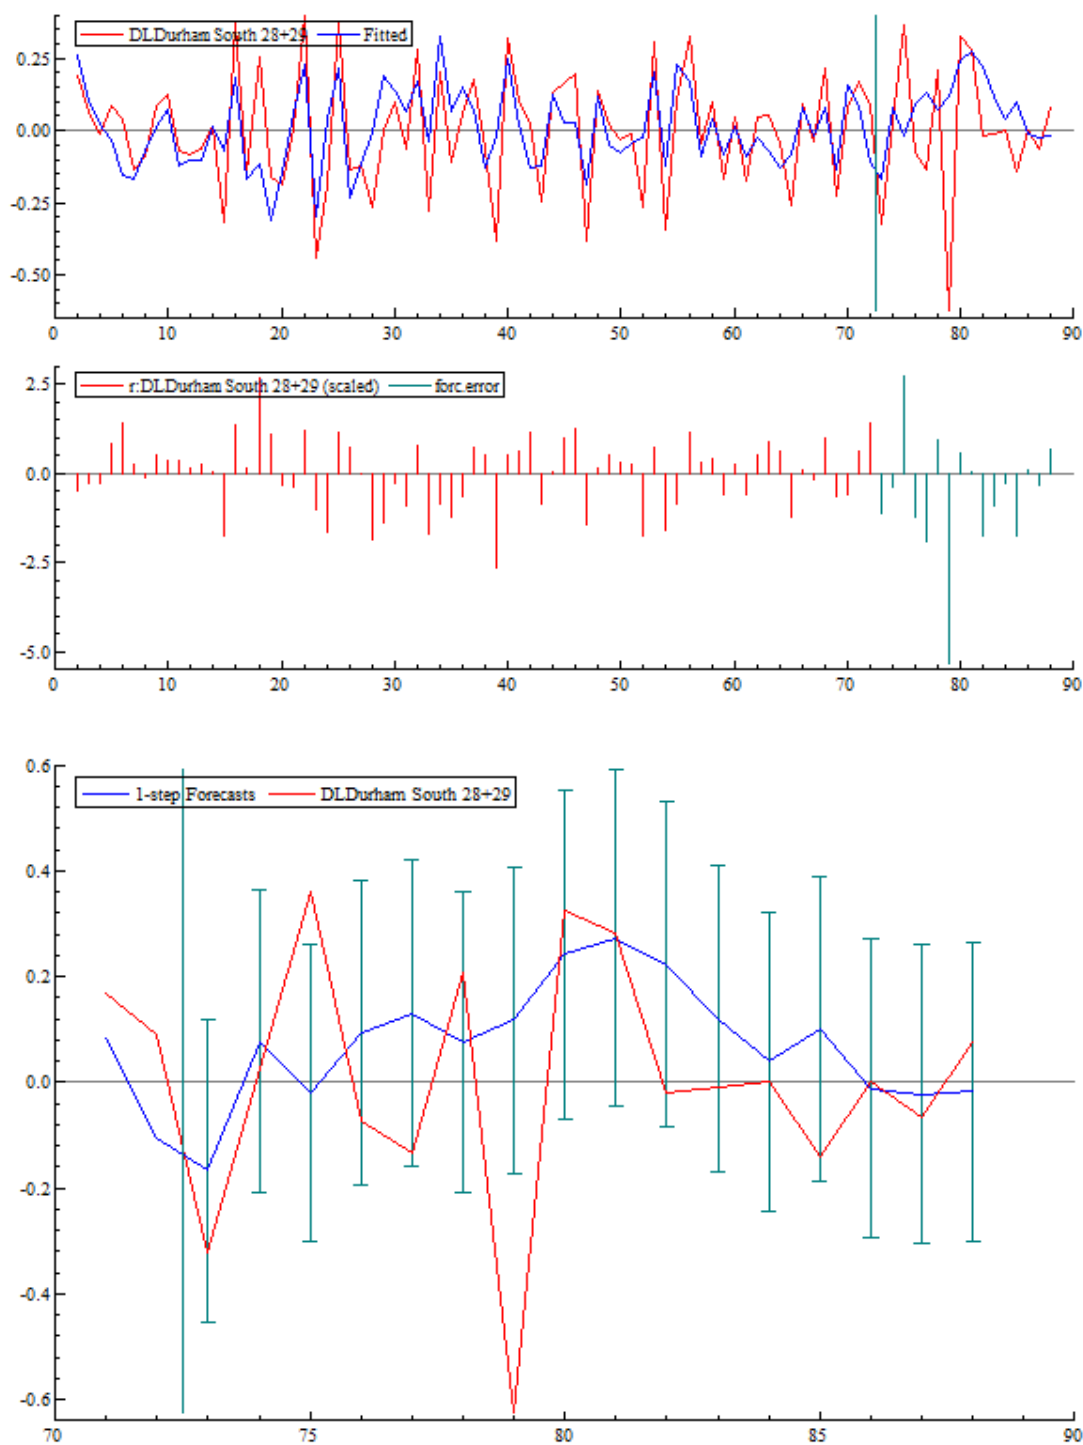 DLDurham South 28+29 Fitted
0.25
0.00
-0.25
-0.50
0 10 20 30 40 50 60 70 80 90
r:DLDurham South 28+29 (scaled) forc.error
2.5
0.0
-2.5
-5.0
0 10 20 30 40 50 60 70 80 90
0.6
1-step Forecasts DLDurham South 28+29
0.4
0.2
0.0
-0.2
-0.4
-0.6
70 75 80 85 90